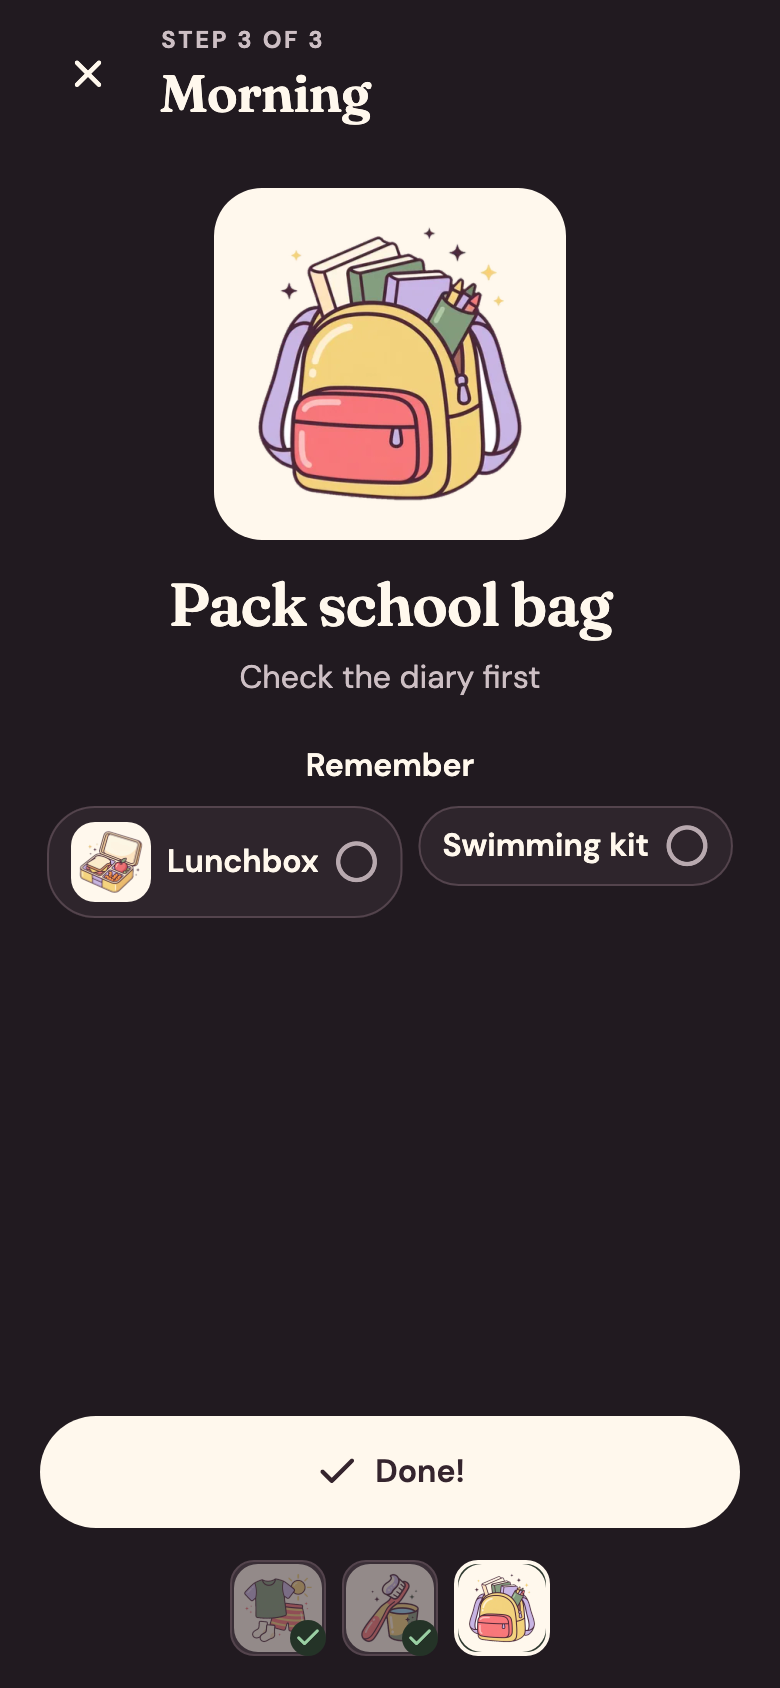 STEP 3 OF 3
Morning
Pack school bag
Check the diary first
Remember
Lunchbox
Swimming kit
Done!